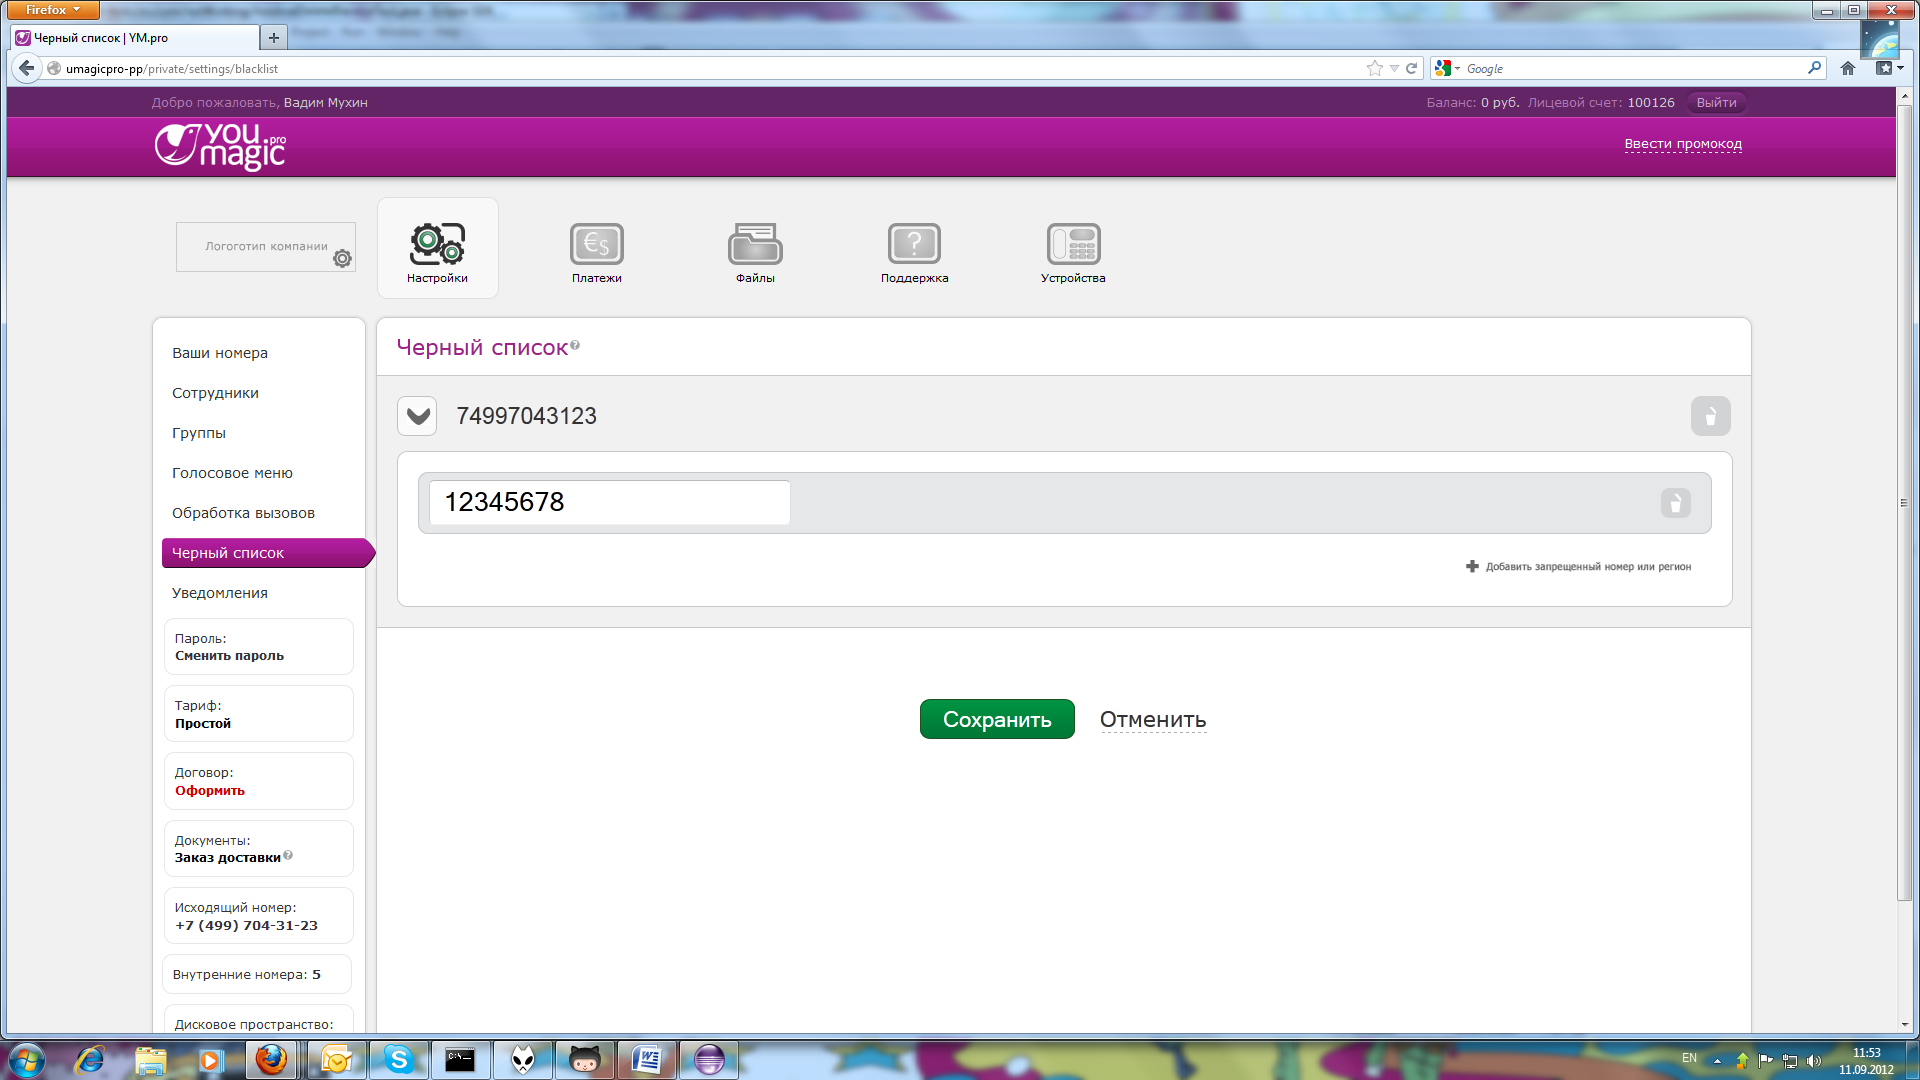 Firefox
Черный список | YM.pro
umagicpro-pp/private/settings/blacklist
Google
Добро пожаловать, Вадим Мухин
Баланс: 0 руб. Лицевой счет: 100126 Выйти
you magic pro
Ввести промокод
Логоготип компании
Настройки
Платежи
Файлы
Поддержка
Устройства
Ваши номера
Сотрудники
Группы
Голосовое меню
Обработка вызовов
Черный список
Уведомления
Пароль:
Сменить пароль
Тариф:
Простой
Договор:
Оформить
Документы:
Заказ доставки
Исходящий номер:
+7 (499) 704-31-23
Внутренние номера: 5
Дисковое пространство:
Черный список
74997043123
12345678
Добавить запрещенный номер или регион
Сохранить
Отменить
EN
11:53
11.09.2012